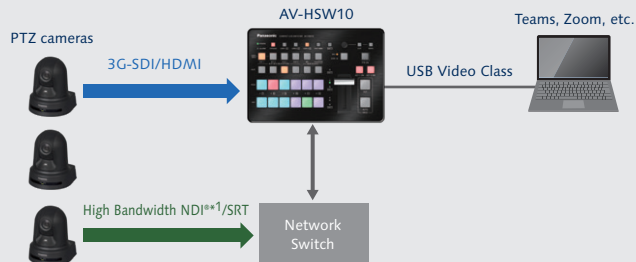 AV-HSW10
Teams, Zoom, etc.
PTZ cameras
3G-SDI/HDMI
USB Video Class
Panasonic
High Bandwidth NDI®*1/SRT
Network
Switch